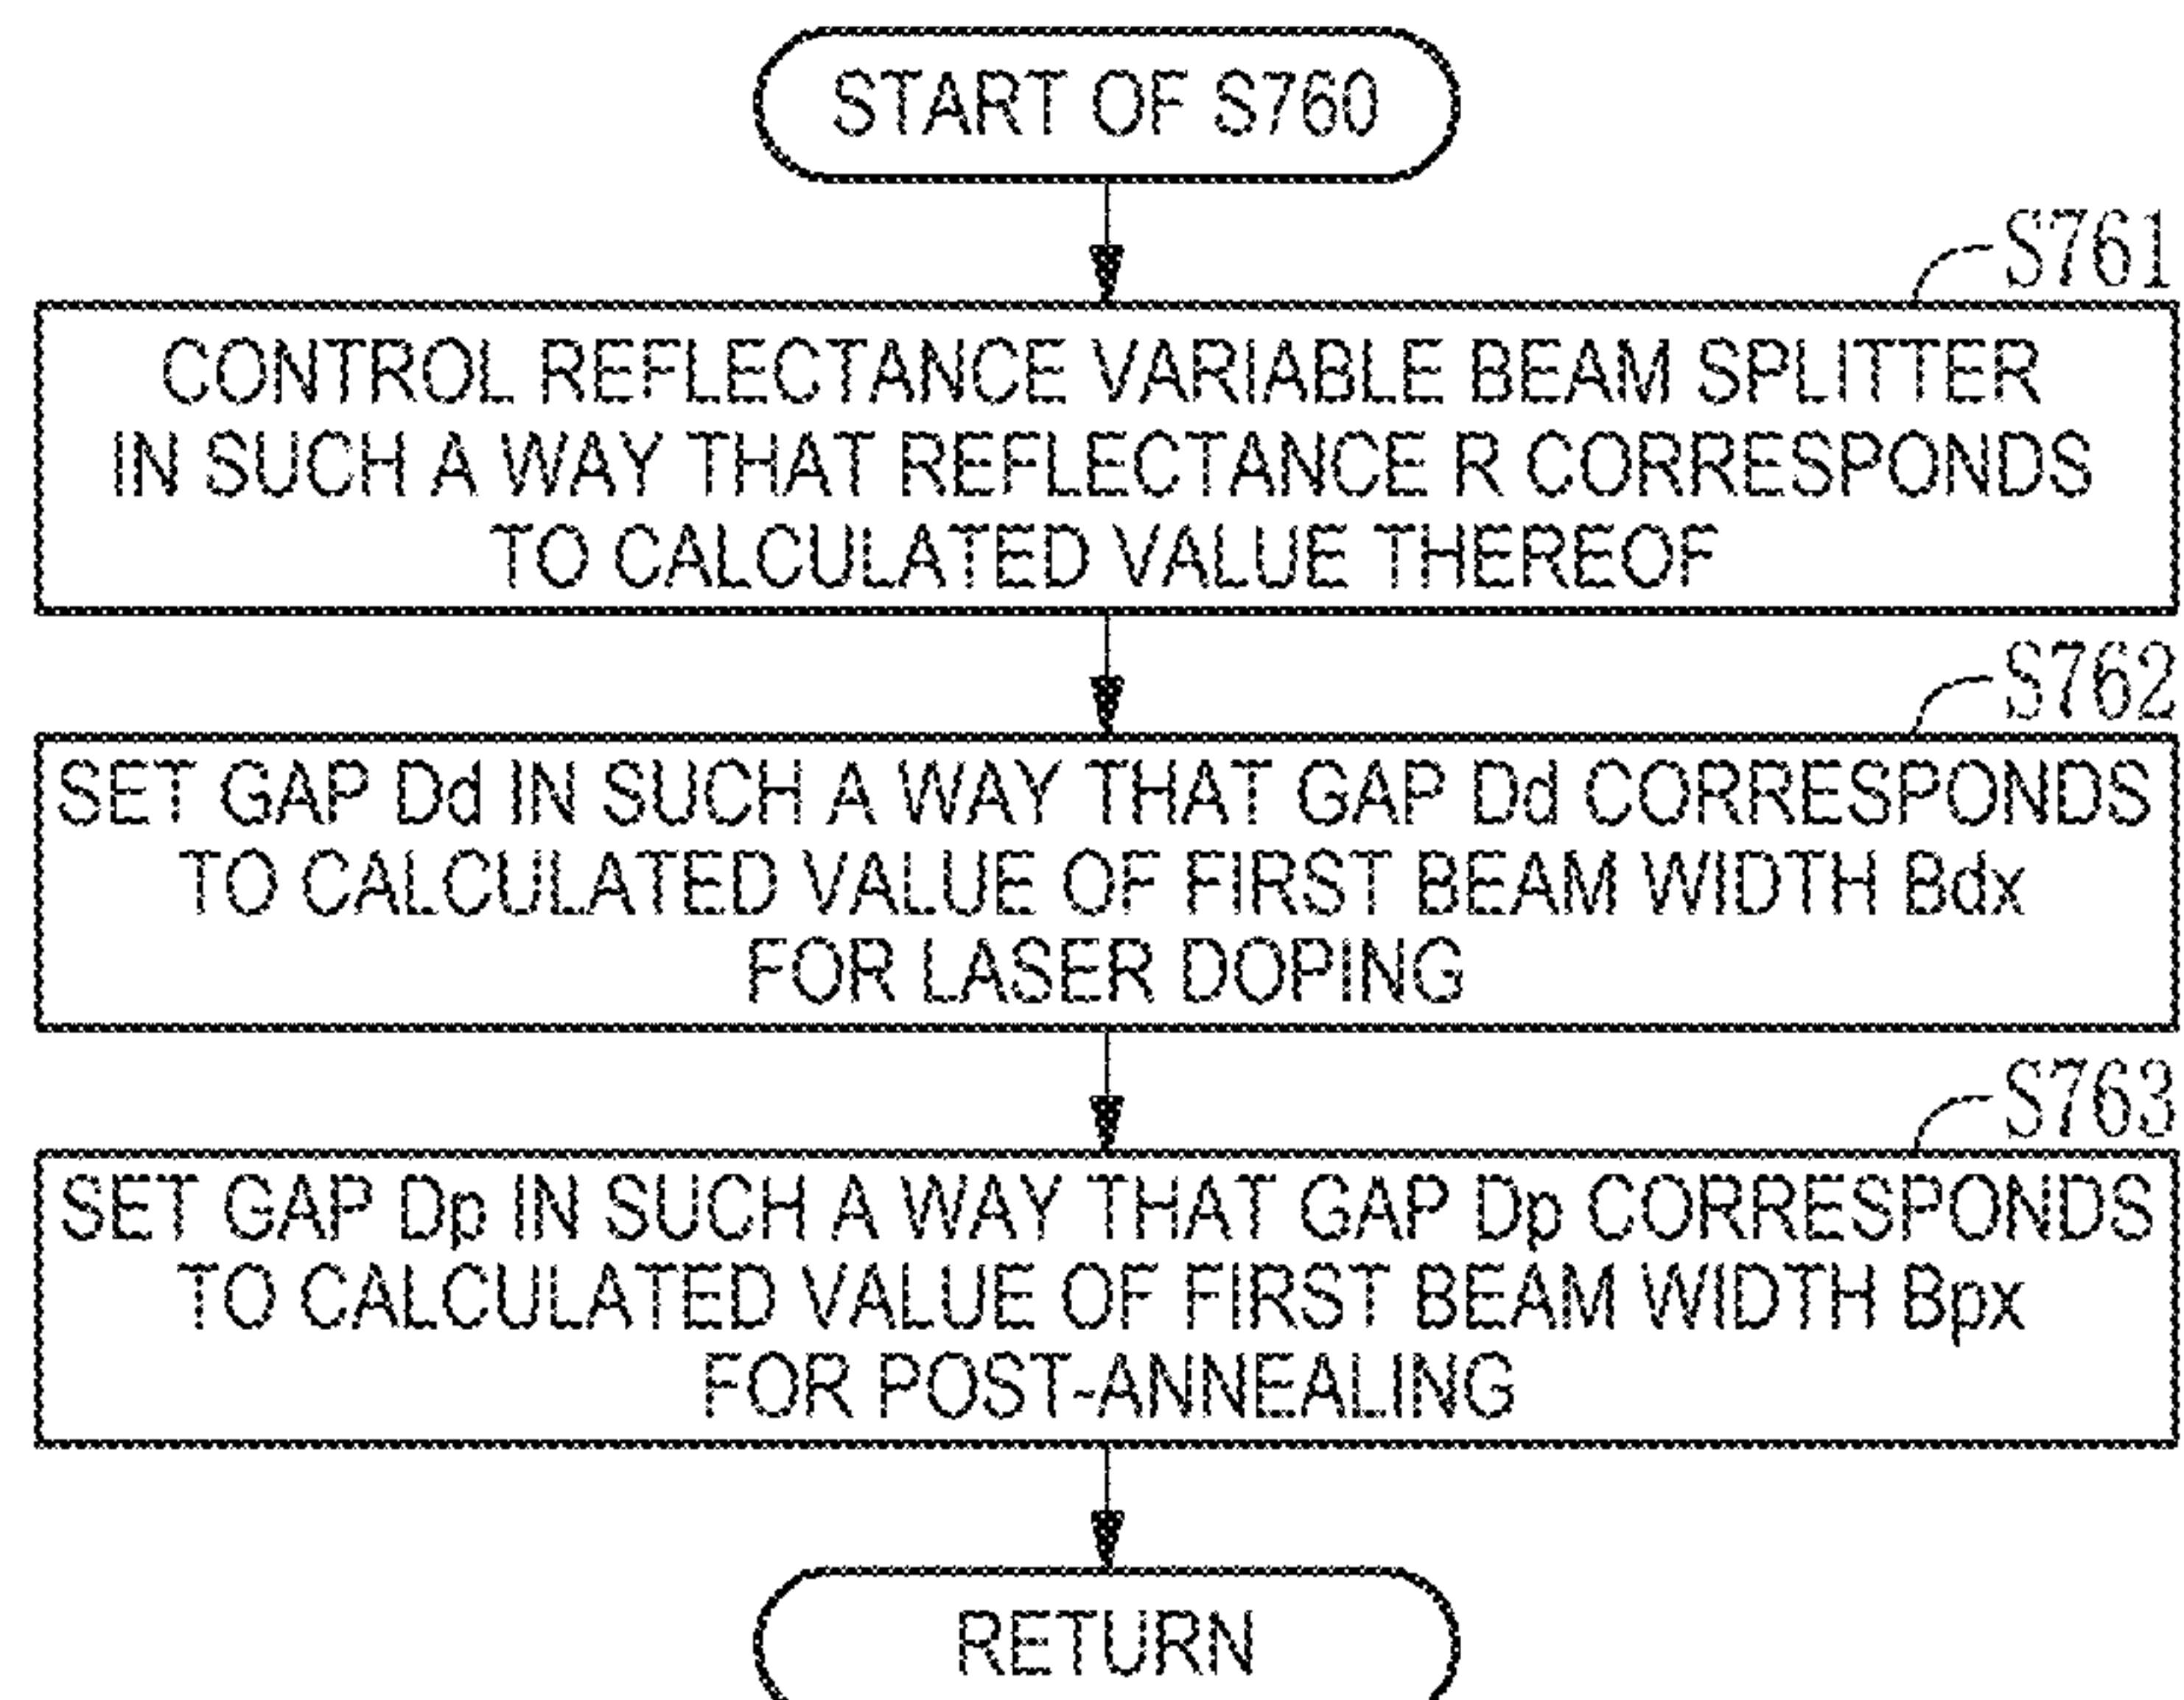 START OF S760
S761
CONTROL REFLECTANCE VARIABLE BEAM SPLITTER
IN SUCH A WAY THAT REFLECTANCE R CORRESPONDS
TO CALCULATED VALUE THEREOF
S762
SET GAP Dd IN SUCH A WAY THAT GAP Dd CORRESPONDS
TO CALCULATED VALUE OF FIRST BEAM WIDTH Bdx
FOR LASER DOPING
S763
SET GAP Dp IN SUCH A WAY THAT GAP Dp CORRESPONDS
TO CALCULATED VALUE OF FIRST BEAM WIDTH Bpx
FOR POST-ANNEALING
RETURN